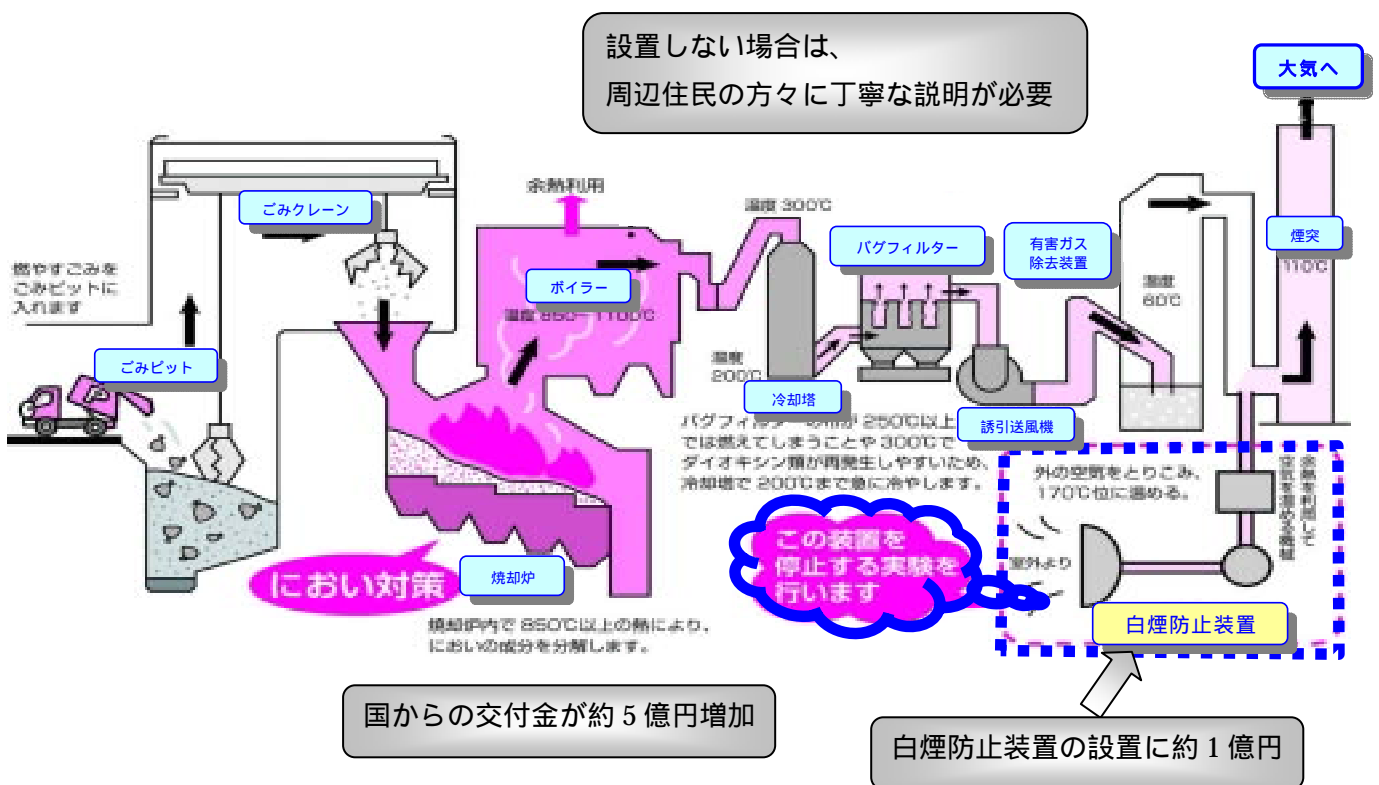 設置しない場合は、
周辺住民の方々に丁寧な説明が必要
大気へ
ごみクレーン
余熱利用
温度 300℃
バグフィルター
有害ガス
除去装置
煙突
110℃
燃やすごみを
ごみピットに
入れます
ボイラー
温度 850～1100℃
温度
60℃
ごみピット
温度
200℃
冷却塔
誘引送風機
バグフィルターの布が 250℃以上
では燃えてしまうことや 300℃で
ダイオキシン類が再発生しやすいため、
冷却塔で 200℃まで急に冷やします。
外の空気をとりこみ、
170℃位に温める。
余熱を利用して
この装置を
停止する実験を
行います
室外より
におい対策
焼却炉
白煙防止装置
焼却炉内で 850℃以上の熱により、
においの成分を分解します。
国からの交付金が約 5 億円増加
白煙防止装置の設置に約 1 億円